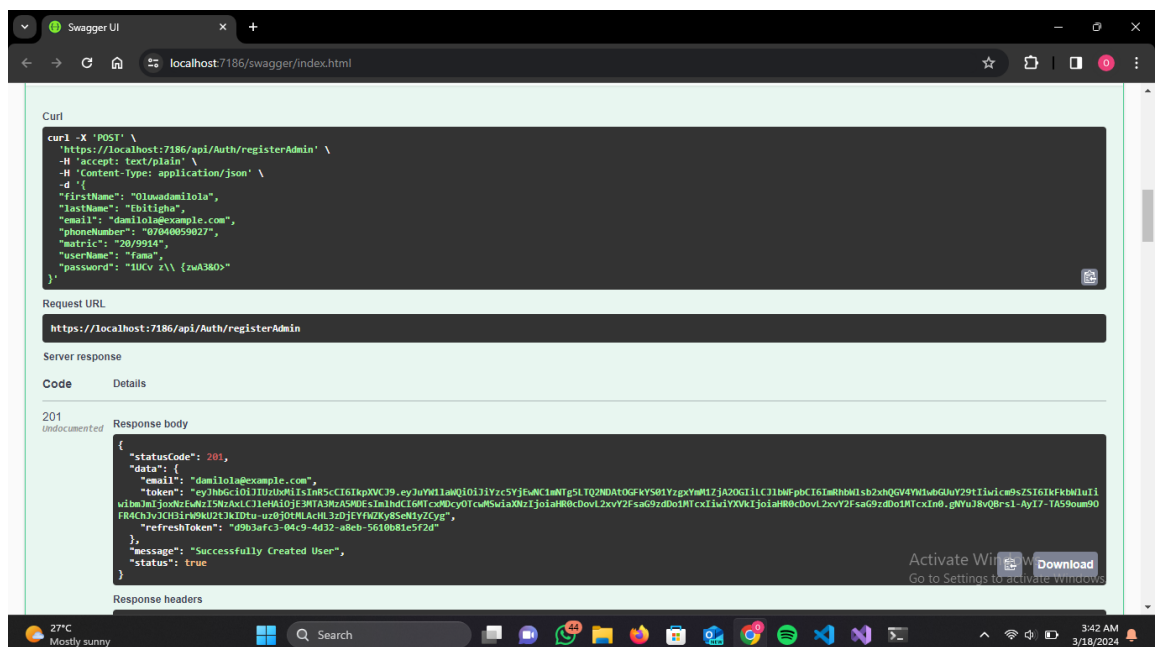 Swagger UI
localhost:7186/swagger/index.html
Curl
curl -X 'POST' \
'https://localhost:7186/api/Auth/registerAdmin' \
-H 'accept: text/plain' \
-H 'Content-Type: application/json' \
-d '{
"firstName": "Oluwadamilola",
"lastName": "Ebitigha",
"email": "damilola@example.com",
"phoneNumber": "07040059027",
"matric": "20/9914",
"userName": "fama",
"password": "1UCv z\\ {zwA3&O>"
}'
Request URL
https://localhost:7186/api/Auth/registerAdmin
Server response
Code Details
201
Undocumented
Response body
{
"statusCode": 201,
"data": {
"email": "damilola@example.com",
"token":
"refreshToken": "d9b3afc3-04c9-4d32-a8eb-5610b81e5f2d"
},
"message": "Successfully Created User",
"status": true
}
Activate Windows
Go to Settings to activate Windows.
Download
Response headers
27°C
Mostly sunny
Search
44
3:42 AM
3/18/2024